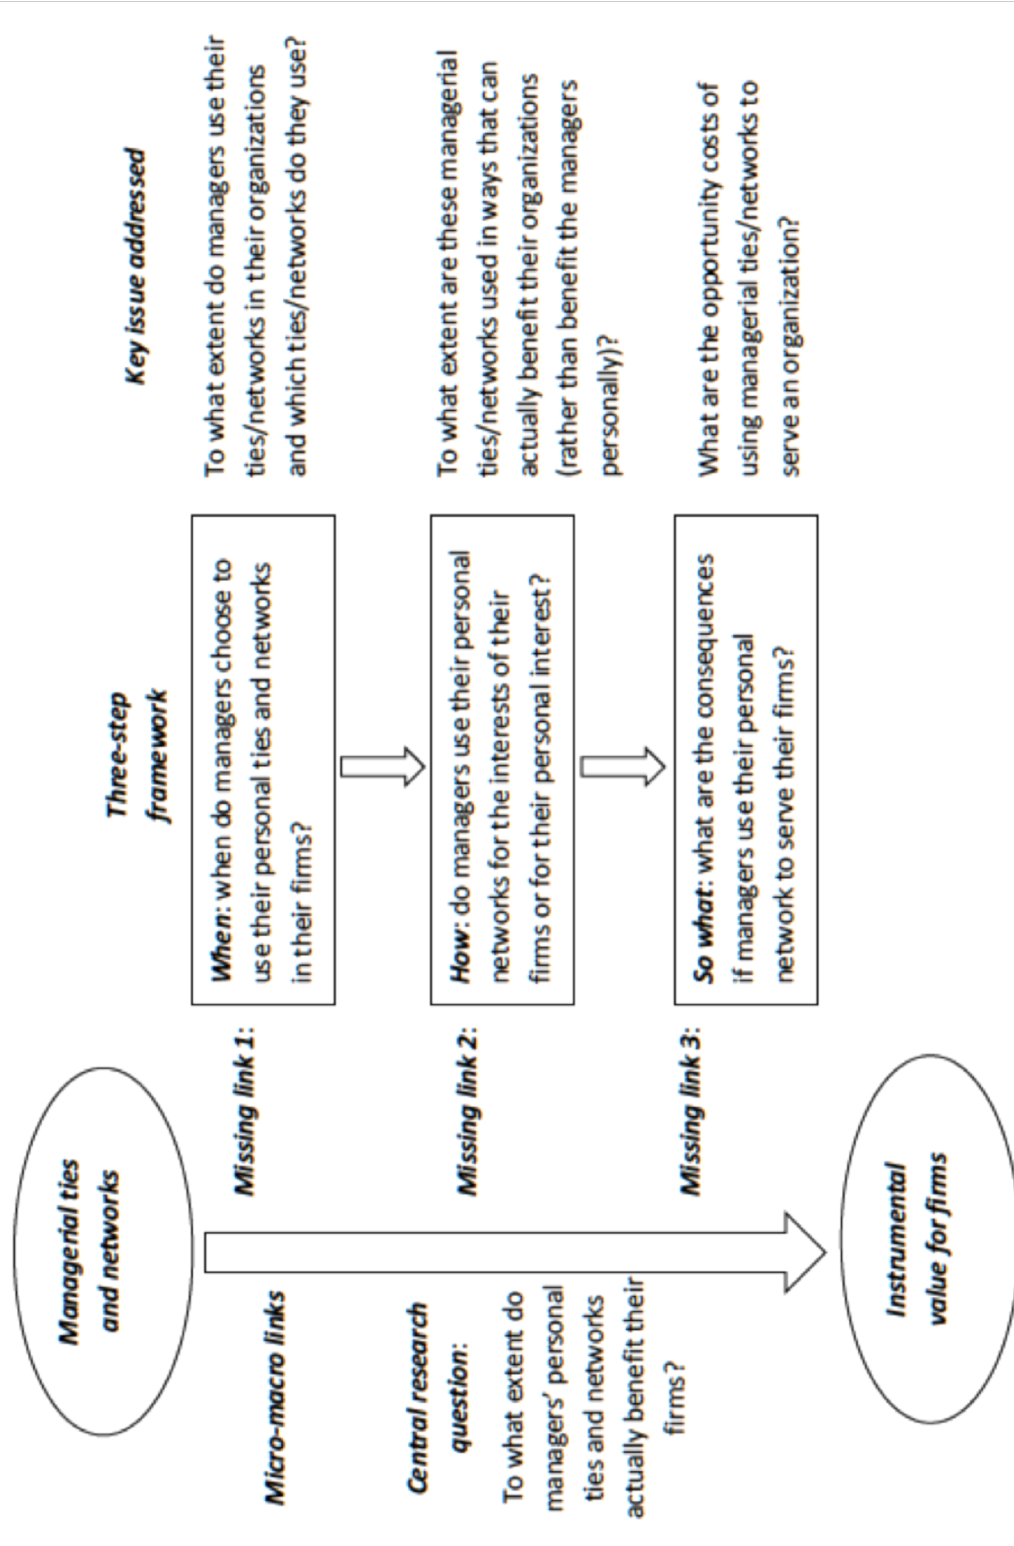 Managerial ties
and networks
Three-step
framework
Key issue addressed
Micro-macro links
Missing link 1:
When: when do managers choose to
use their personal ties and networks
in their firms?
To what extent do managers use their
ties/networks in their organizations
and which ties/networks do they use?
Central research
question:
To what extent do
managers' personal
ties and networks
actually benefit their
firms?
Missing link 2:
How: do managers use their personal
networks for the interests of their
firms or for their personal interest?
To what extent are these managerial
ties/networks used in ways that can
actually benefit their organizations
(rather than benefit the managers
personally)?
Missing link 3:
So what: what are the consequences
if managers use their personal
network to serve their firms?
What are the opportunity costs of
using managerial ties/networks to
serve an organization?
Instrumental
value for firms